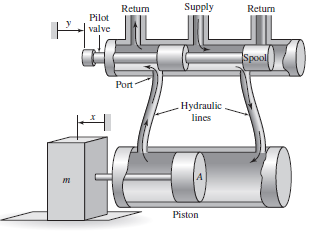 Return
Supply
Return
y
Pilot
valve
Spool
Port
Hydraulic
lines
x
m
A
Piston